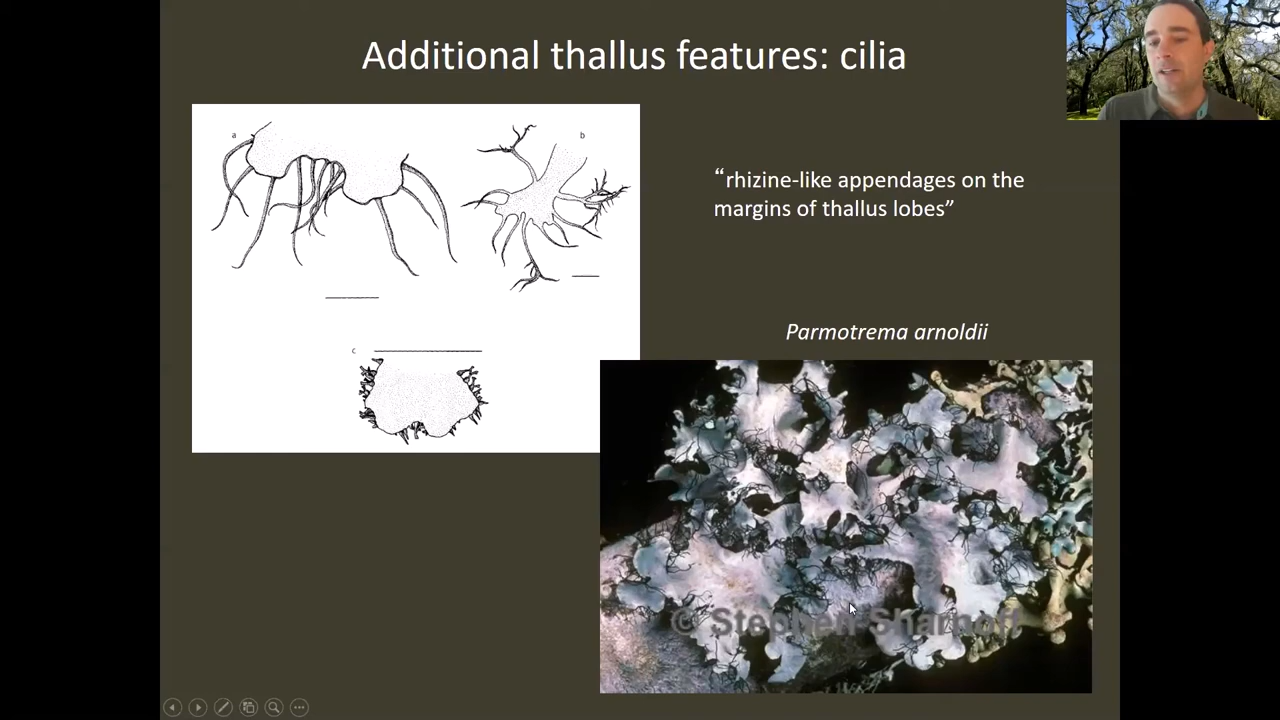 Additional thallus features: cilia
a
b
“rhizine-like appendages on the
margins of thallus lobes”
c
Parmotrema arnoldii
© Stephen Sharnoff